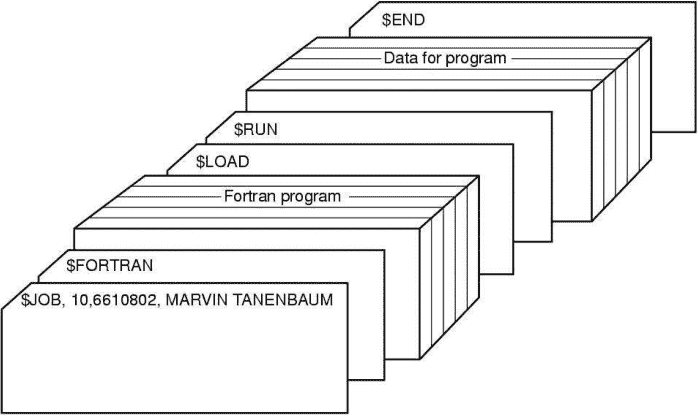 $END
Data for program
$RUN
$LOAD
Fortran program
$FORTRAN
$JOB, 10,6610802, MARVIN TANENBAUM